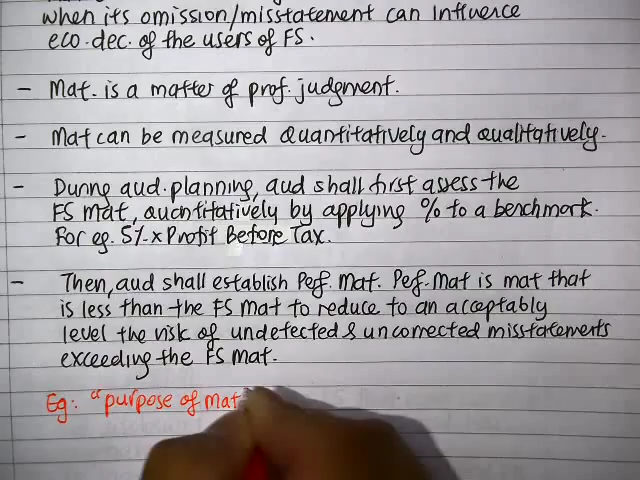 when its omission/misstatement can influence
eco.dec. of the users of FS.
- Mat. is a matter of prof. judgment.
- Mat can be measured Quantitatively and qualitatively.
- During aud. planning, aud shall first assess the
FS mat, quantitatively by applying % to a benchmark.
For eg. 5% x Profit Before Tax.
- Then, aud shall establish Pef. Mat. Pef. Mat is mat that
is less than the FS mat to reduce to an acceptably
level the risk of undetected & uncorrected misstatements
exceeding the FS mat.
Eg: "purpose of mat